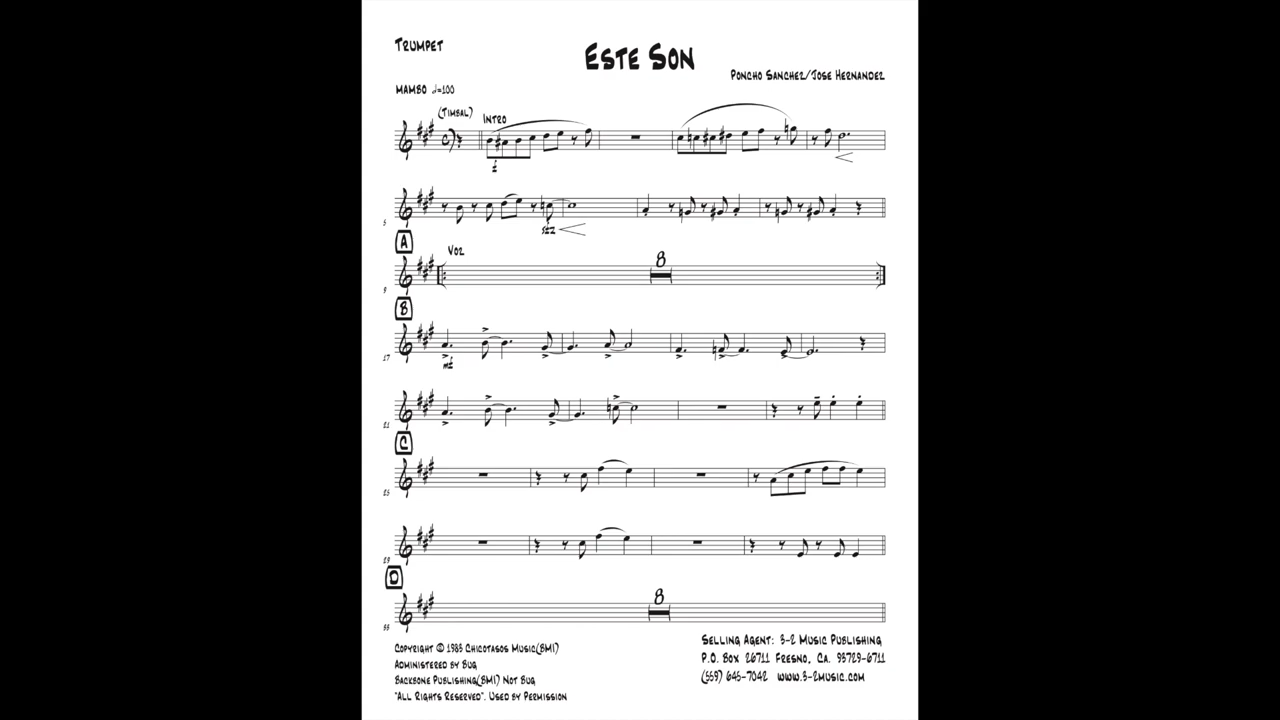 Trumpet
Este Son
Poncho Sanchez/Jose Hernandez
Mambo 𝅗𝅥=100
(Timbal)
Intro
f
5
sfz
A
Voz
8
9
B
17
mf
21
C
25
29
D
8
33
Copyright © 1985 Chicotasos Music(BMI)
Administered by Bug
Backbone Publishing(BMI) Not Bug
"All Rights Reserved". Used by Permission
Selling Agent: 3-2 Music Publishing
P.O. Box 26711 Fresno, Ca. 93729-6711
(559) 645-7042 www.3-2music.com